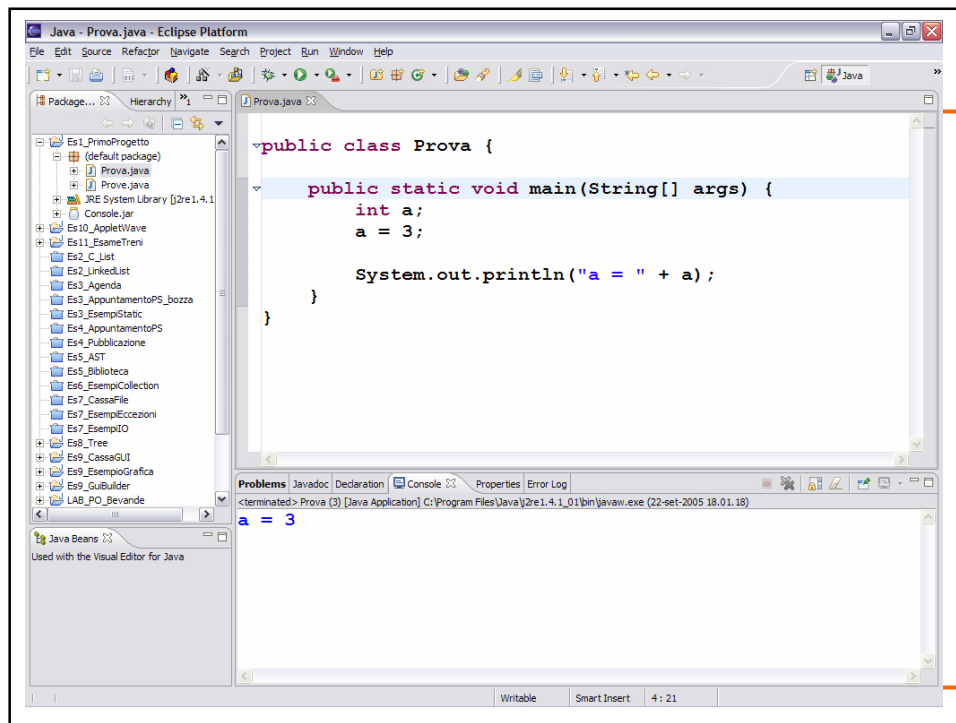 Java - Prova.java - Eclipse Platform
File Edit Source Refactor Navigate Search Project Run Window Help
Java »
Package... Hierarchy »1
Es1_PrimoProgetto
(default package)
Prova.java
Prove.java
JRE System Library [j2re1.4.1
Console.jar
Es10_AppletWave
Es11_EsameTreni
Es2_C_List
Es2_LinkedList
Es3_Agenda
Es3_AppuntamentoPS_bozza
Es3_EsempiStatic
Es4_AppuntamentoPS
Es4_Pubblicazione
Es5_AST
Es5_Biblioteca
Es6_EsempiCollection
Es7_CassaFile
Es7_EsempiEccezioni
Es7_EsempiIO
Es8_Tree
Es9_CassaGUI
Es9_EsempioGrafica
Es9_GuiBuilder
LAB_PO_Bevande
Java Beans
Used with the Visual Editor for Java
Prova.java
public class Prova {
public static void main(String[] args) {
int a;
a = 3;
System.out.println("a = " + a);
}
}
Problems Javadoc Declaration Console Properties Error Log
<terminated> Prova (3) [Java Application] C:\Program Files\Java\j2re1.4.1_01\bin\javaw.exe (22-set-2005 18.01.18)
a = 3
Writable Smart Insert 4 : 21